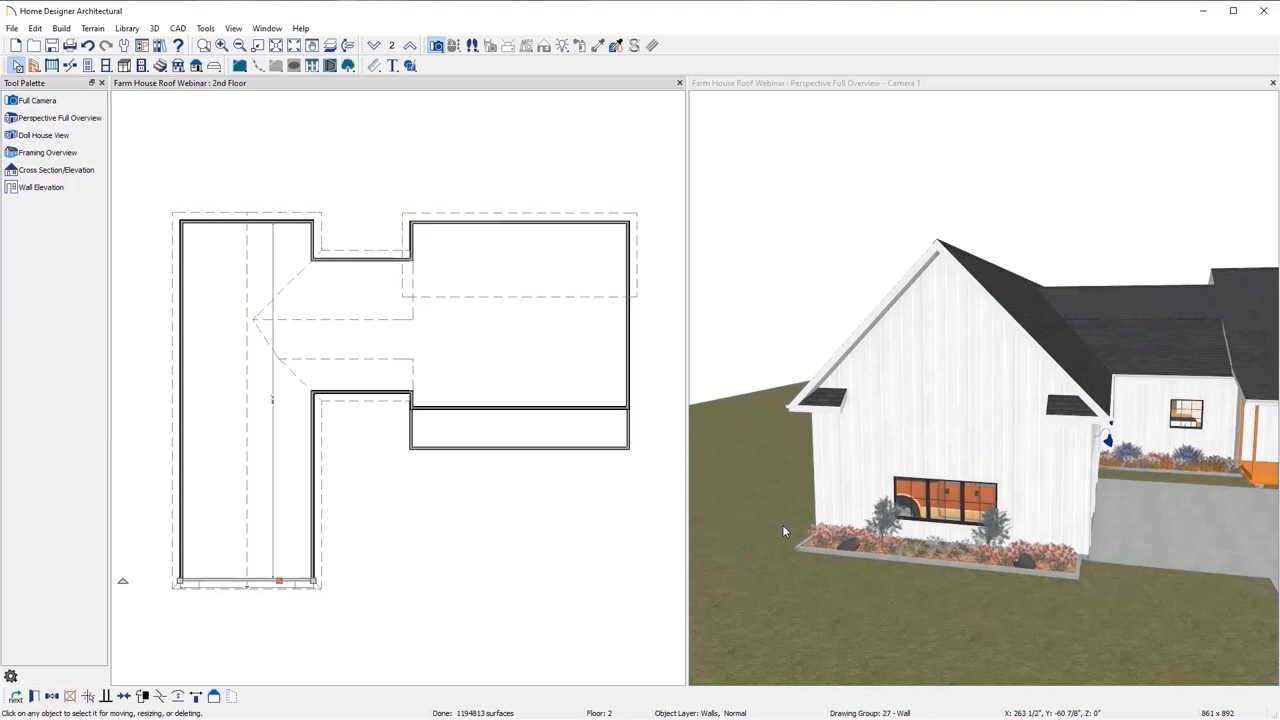 Home Designer Architectural
File Edit Build Terrain Library 3D CAD Tools View Window Help
2
Tool Palette
Farm House Roof Webinar : 2nd Floor
Farm House Roof Webinar : Perspective Full Overview - Camera 1
Full Camera
Perspective Full Overview
Doll House View
Framing Overview
Cross Section/Elevation
Wall Elevation
next
Click on any object to select it for moving, resizing, or deleting.
Done: 1194813 surfaces
Floor: 2
Object Layer: Walls, Normal
Drawing Group: 27 - Wall
X: 263 1/2", Y: -60 7/8", Z: 0"
861 x 892